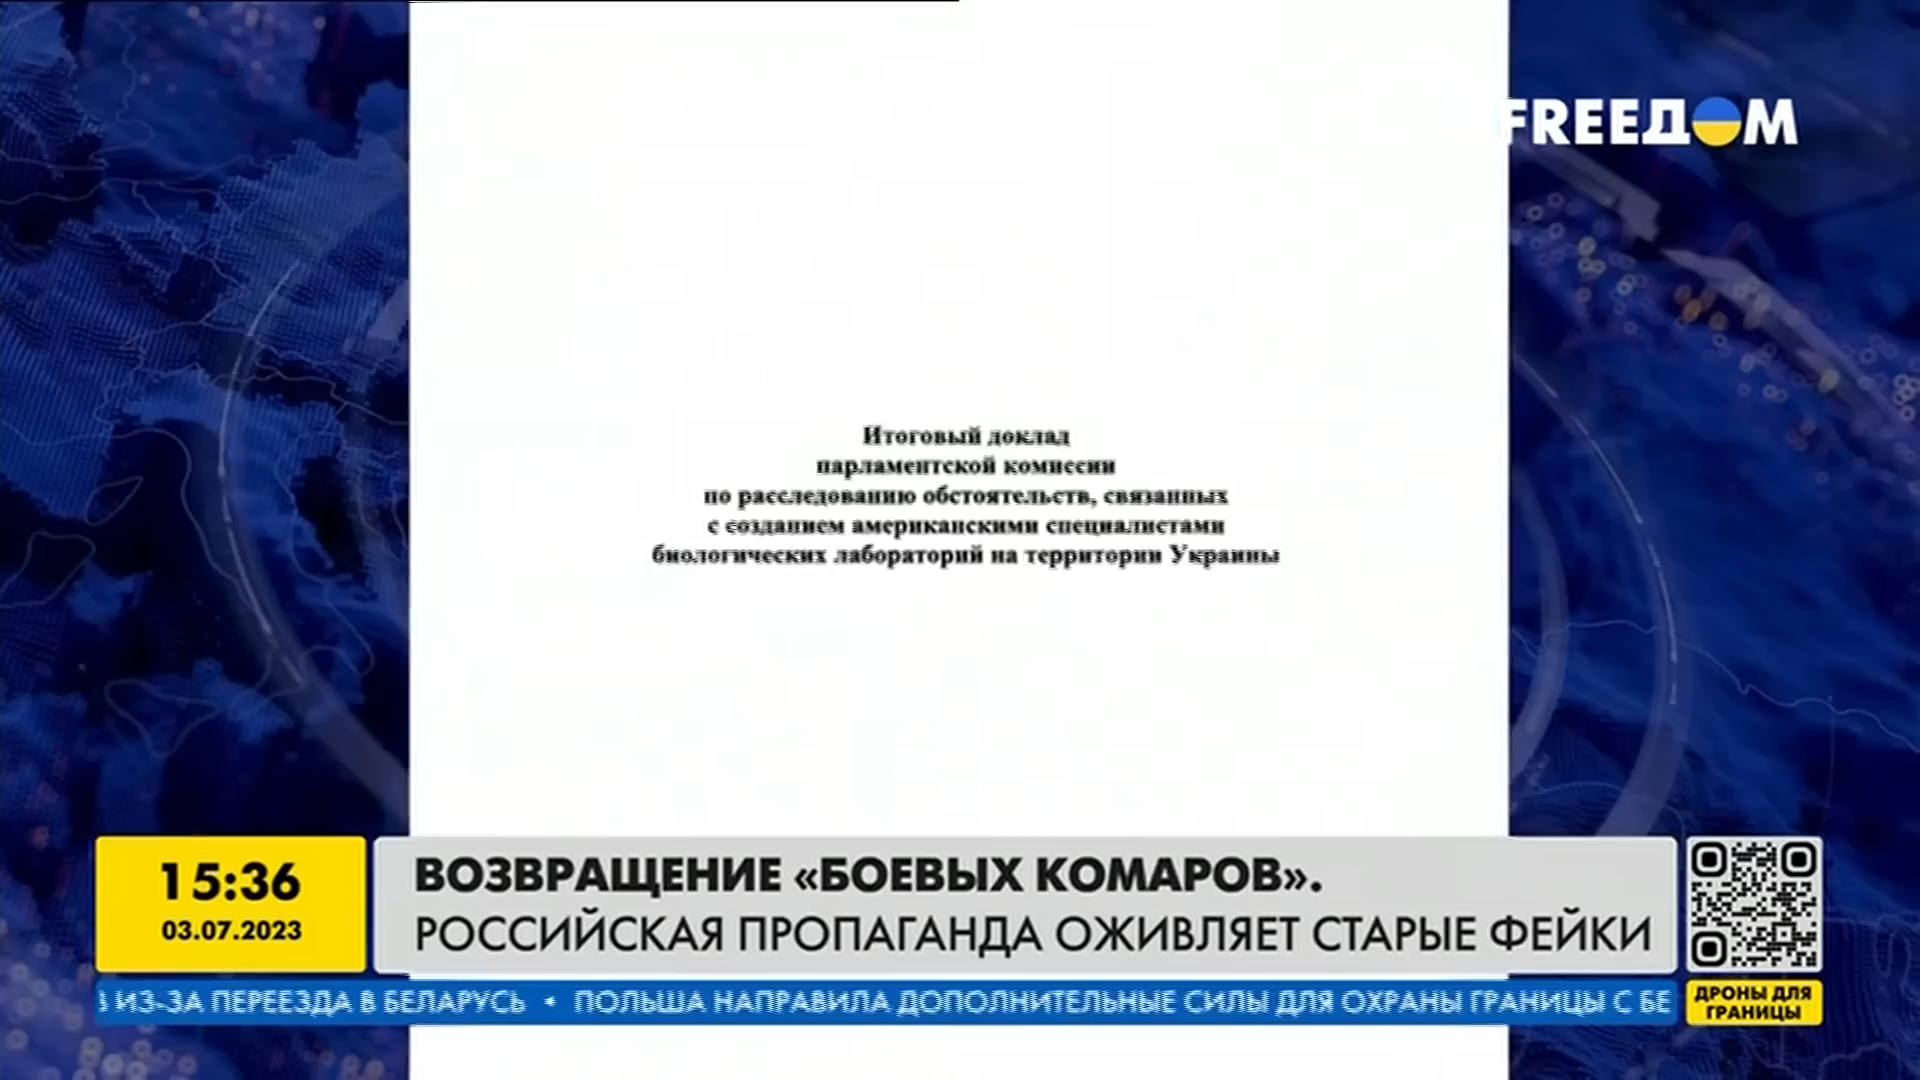 FREEДOM
Итоговый доклад
парламентской комиссии
по расследованию обстоятельств, связанных
с созданием американскими специалистами
биологических лабораторий на территории Украины
15:36
03.07.2023
ВОЗВРАЩЕНИЕ «БОЕВЫХ КОМАРОВ».
РОССИЙСКАЯ ПРОПАГАНДА ОЖИВЛЯЕТ СТАРЫЕ ФЕЙКИ
ИЗ-ЗА ПЕРЕЕЗДА В БЕЛАРУСЬ • ПОЛЬША НАПРАВИЛА ДОПОЛНИТЕЛЬНЫЕ СИЛЫ ДЛЯ ОХРАНЫ ГРАНИЦЫ С БЕ
ДРОНЫ ДЛЯ
ГРАНИЦЫ